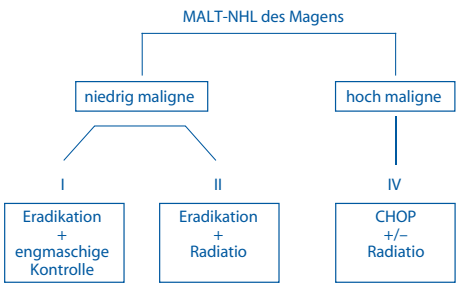 MALT-NHL des Magens
niedrig maligne
hoch maligne
I
II
IV
Eradikation
+
engmaschige
Kontrolle
Eradikation
+
Radiatio
CHOP
+/–
Radiatio